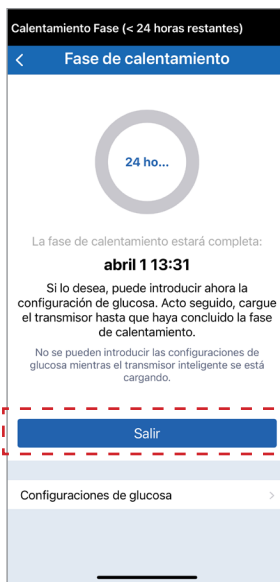 Calentamiento Fase (< 24 horas restantes)
Fase de calentamiento
24 ho...
La fase de calentamiento estará completa:
abril 1 13:31
Si lo desea, puede introducir ahora la
configuración de glucosa. Acto seguido, cargue
el transmisor hasta que haya concluido la fase
de calentamiento.
No se pueden introducir las configuraciones de
glucosa mientras el transmisor inteligente se está
cargando.
Salir
Configuraciones de glucosa